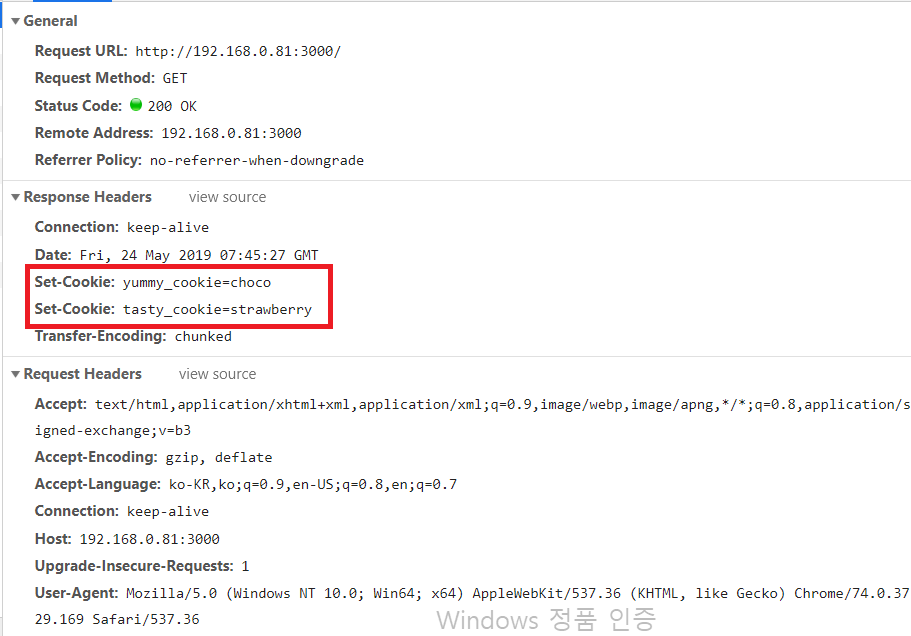 General
Request URL: http://192.168.0.81:3000/
Request Method: GET
Status Code: 200 OK
Remote Address: 192.168.0.81:3000
Referrer Policy: no-referrer-when-downgrade
Response Headers view source
Connection: keep-alive
Date: Fri, 24 May 2019 07:45:27 GMT
Set-Cookie: yummy_cookie=choco
Set-Cookie: tasty_cookie=strawberry
Transfer-Encoding: chunked
Request Headers view source
Accept: text/html,application/xhtml+xml,application/xml;q=0.9,image/webp,image/apng,*/*;q=0.8,application/s
igned-exchange;v=b3
Accept-Encoding: gzip, deflate
Accept-Language: ko-KR,ko;q=0.9,en-US;q=0.8,en;q=0.7
Connection: keep-alive
Host: 192.168.0.81:3000
Upgrade-Insecure-Requests: 1
User-Agent: Mozilla/5.0 (Windows NT 10.0; Win64; x64) AppleWebKit/537.36 (KHTML, like Gecko) Chrome/74.0.37
29.169 Safari/537.36
Windows 정품 인증